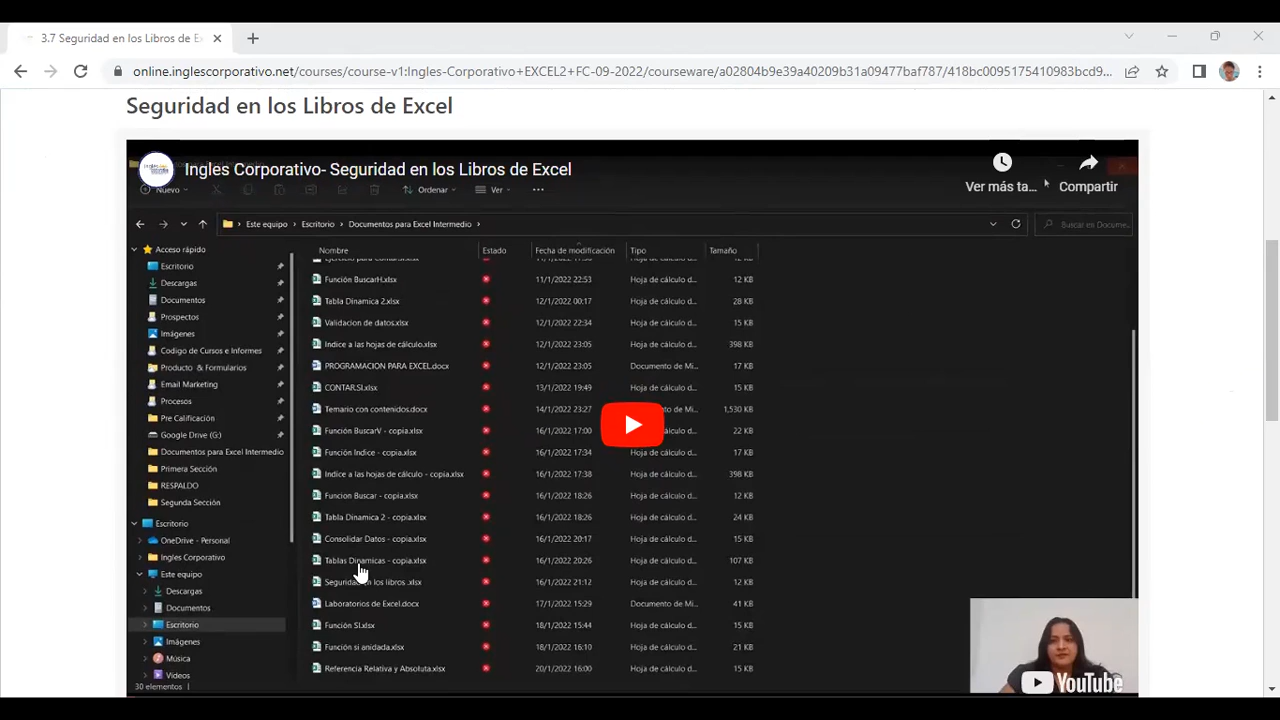 3.7 Seguridad en los Libros de E
online.inglescorporativo.net/courses/course-v1:Ingles-Corporativo+EXCEL2+FC-09-2022/courseware/a02804b9e39a40209b31a09477baf787/418bc0095175410983bcd9...
Seguridad en los Libros de Excel
Ingles Corporativo- Seguridad en los Libros de Excel
Ver más ta...
Compartir
Nuevo
Ordenar
Ver
Este equipo > Escritorio > Documentos para Excel Intermedio >
Buscar en Docume...
Acceso rápido
Escritorio
Descargas
Documentos
Prospectos
Imágenes
Codigo de Cursos e Informes
Producto & Formularios
Email Marketing
Procesos
Pre Calificación
Google Drive (G:)
Documentos para Excel Intermedio
Primera Sección
RESPALDO
Segunda Sección
Escritorio
OneDrive - Personal
Ingles Corporativo
Este equipo
Descargas
Documentos
Escritorio
Imágenes
Música
Videos
30 elementos
Nombre Estado Fecha de modificación Tipo Tamaño
Función BuscarH.xlsx 11/1/2022 22:53 Hoja de cálculo d... 12 KB
Tabla Dinamica 2.xlsx 12/1/2022 00:17 Hoja de cálculo d... 28 KB
Validacion de datos.xlsx 12/1/2022 22:34 Hoja de cálculo d... 15 KB
Indice a las hojas de cálculo.xlsx 12/1/2022 23:05 Hoja de cálculo d... 398 KB
PROGRAMACION PARA EXCEL.docx 12/1/2022 23:05 Documento de Mi... 17 KB
CONTAR.SI.xlsx 13/1/2022 19:49 Hoja de cálculo d... 15 KB
Temario con contenidos.docx 14/1/2022 23:27 Documento de Mi... 1,530 KB
Función BuscarV - copia.xlsx 16/1/2022 17:00 Hoja de cálculo d... 22 KB
Función Indice - copia.xlsx 16/1/2022 17:34 Hoja de cálculo d... 17 KB
Indice a las hojas de cálculo - copia.xlsx 16/1/2022 17:38 Hoja de cálculo d... 398 KB
Funcion Buscar - copia.xlsx 16/1/2022 18:26 Hoja de cálculo d... 12 KB
Tabla Dinamica 2 - copia.xlsx 16/1/2022 18:26 Hoja de cálculo d... 24 KB
Consolidar Datos - copia.xlsx 16/1/2022 20:17 Hoja de cálculo d... 15 KB
Tablas Dinamicas - copia.xlsx 16/1/2022 20:26 Hoja de cálculo d... 107 KB
Seguridad en los libros .xlsx 16/1/2022 21:12 Hoja de cálculo d... 12 KB
Laboratorios de Excel.docx 17/1/2022 15:29 Documento de Mi... 41 KB
Función SI.xlsx 18/1/2022 15:44 Hoja de cálculo d... 15 KB
Función si anidada.xlsx 18/1/2022 16:10 Hoja de cálculo d... 21 KB
Referencia Relativa y Absotuta.xlsx 20/1/2022 16:00 Hoja de cálculo d... 15 KB
YouTube